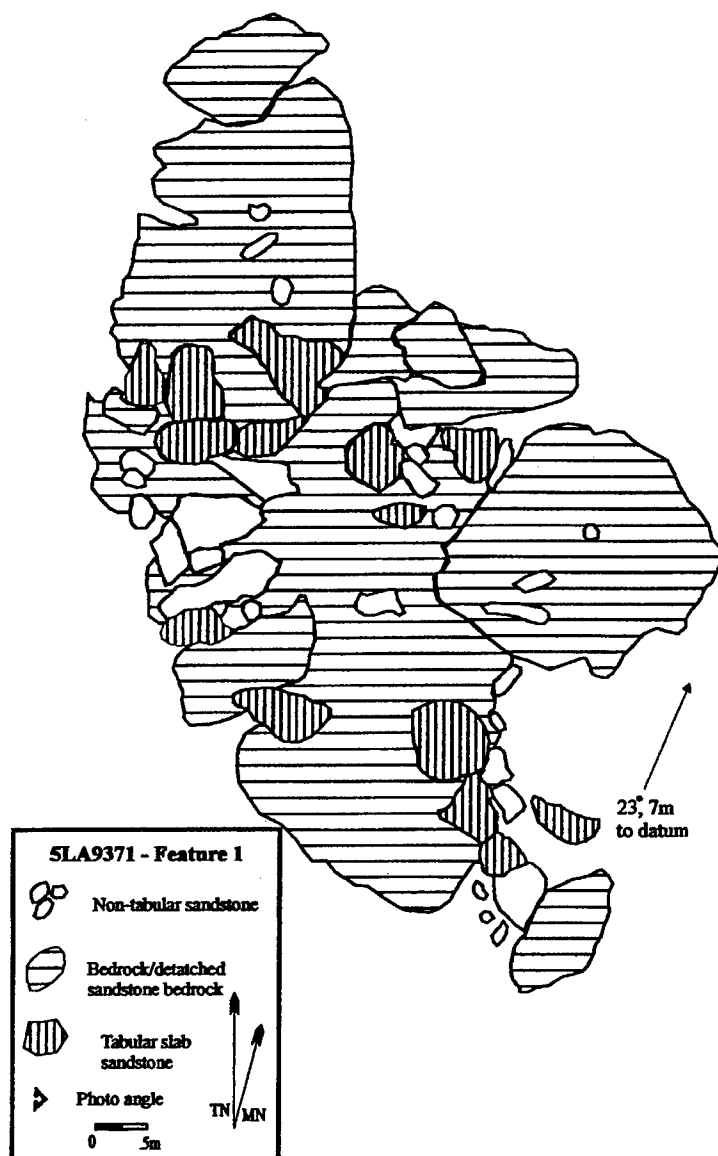 23°, 7m
to datum
5LA9371 - Feature 1
Non-tabular sandstone
Bedrock/detatched
sandstone bedrock
Tabular slab
sandstone
Photo angle
TN MN
0 5m